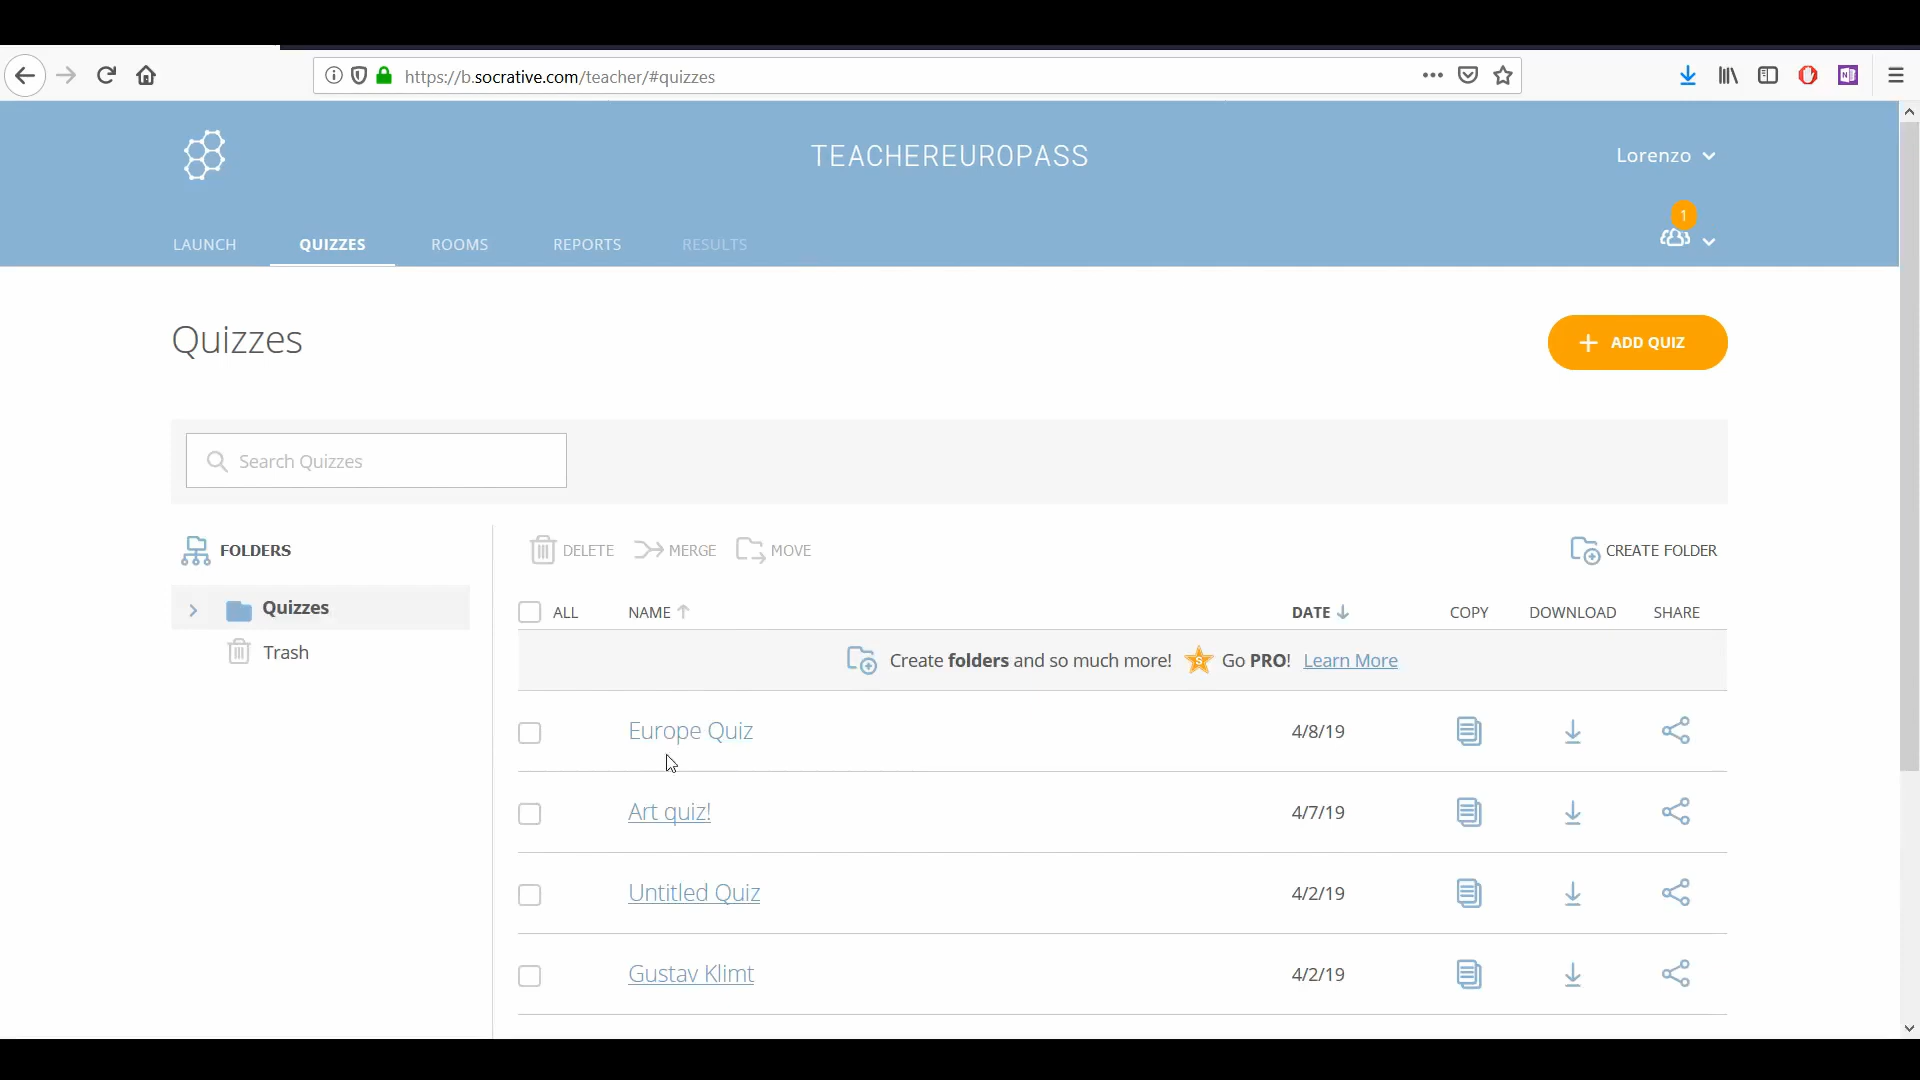 https://b.socrative.com/teacher/#quizzes
TEACHEREUROPASS
Lorenzo
1
LAUNCH QUIZZES ROOMS REPORTS RESULTS
Quizzes
ADD QUIZ
Search Quizzes
FOLDERS
Quizzes
Trash
DELETE MERGE MOVE CREATE FOLDER
ALL NAME DATE COPY DOWNLOAD SHARE
Create folders and so much more! S Go PRO! Learn More
Europe Quiz 4/8/19
Art quiz! 4/7/19
Untitled Quiz 4/2/19
Gustav Klimt 4/2/19